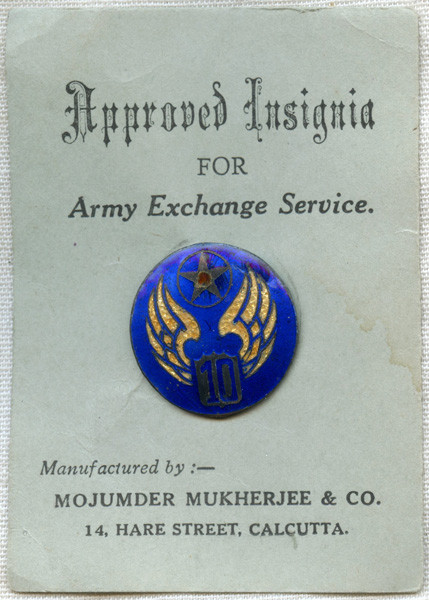 Approved Insignia
FOR
Army Exchange Service.
10
Manufactured by :—
MOJUMDER MUKHERJEE & CO.
14, HARE STREET, CALCUTTA.